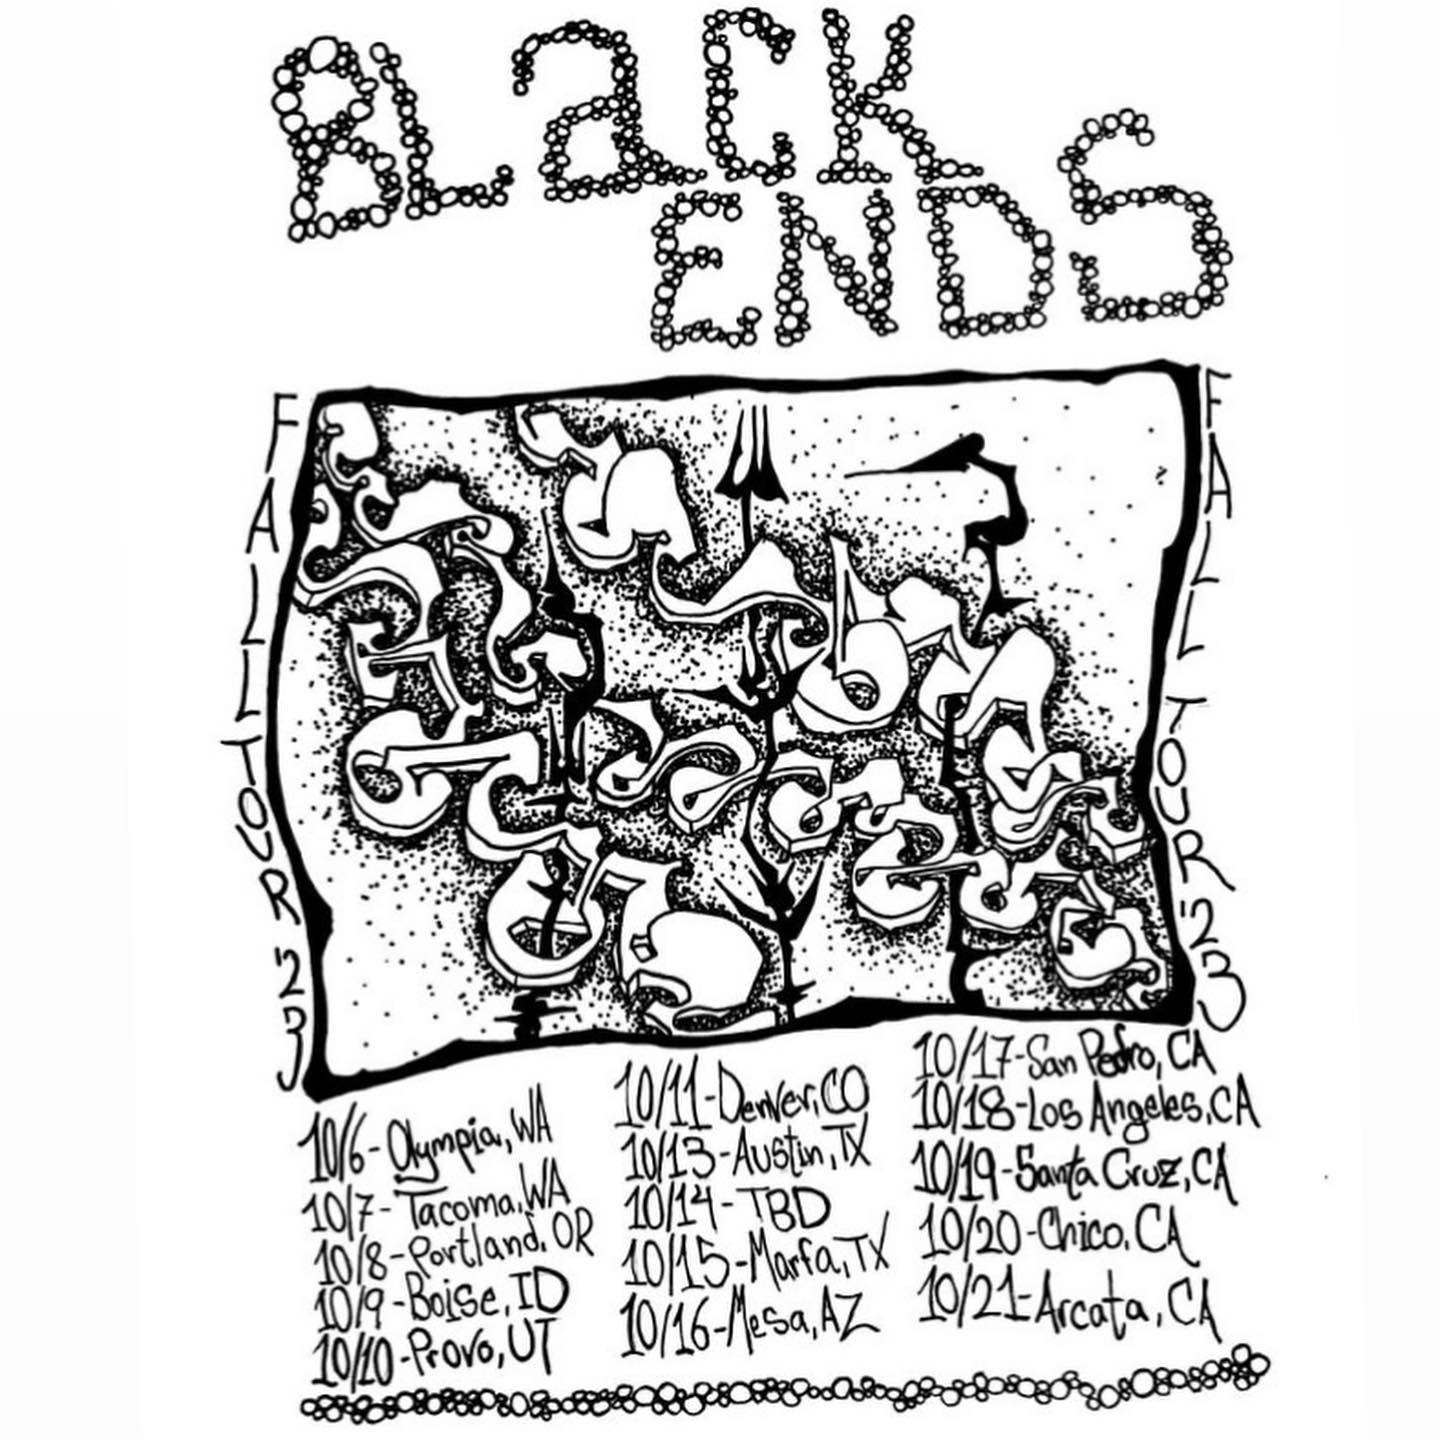 BLaCK
ENDS
FALL TOUR '23
FALL TOUR '23
10/6-Olympia, WA
10/7-Tacoma, WA
10/8-Portland, OR
10/9-Boise, ID
10/10-Provo, UT
10/11-Denver, CO
10/13-Austin, TX
10/14-TBD
10/15-Marfa, TX
10/16-Mesa, AZ
10/17-San Pedro, CA
10/18-Los Angeles, CA
10/19-Santa Cruz, CA
10/20-Chico, CA
10/21-Arcata, CA